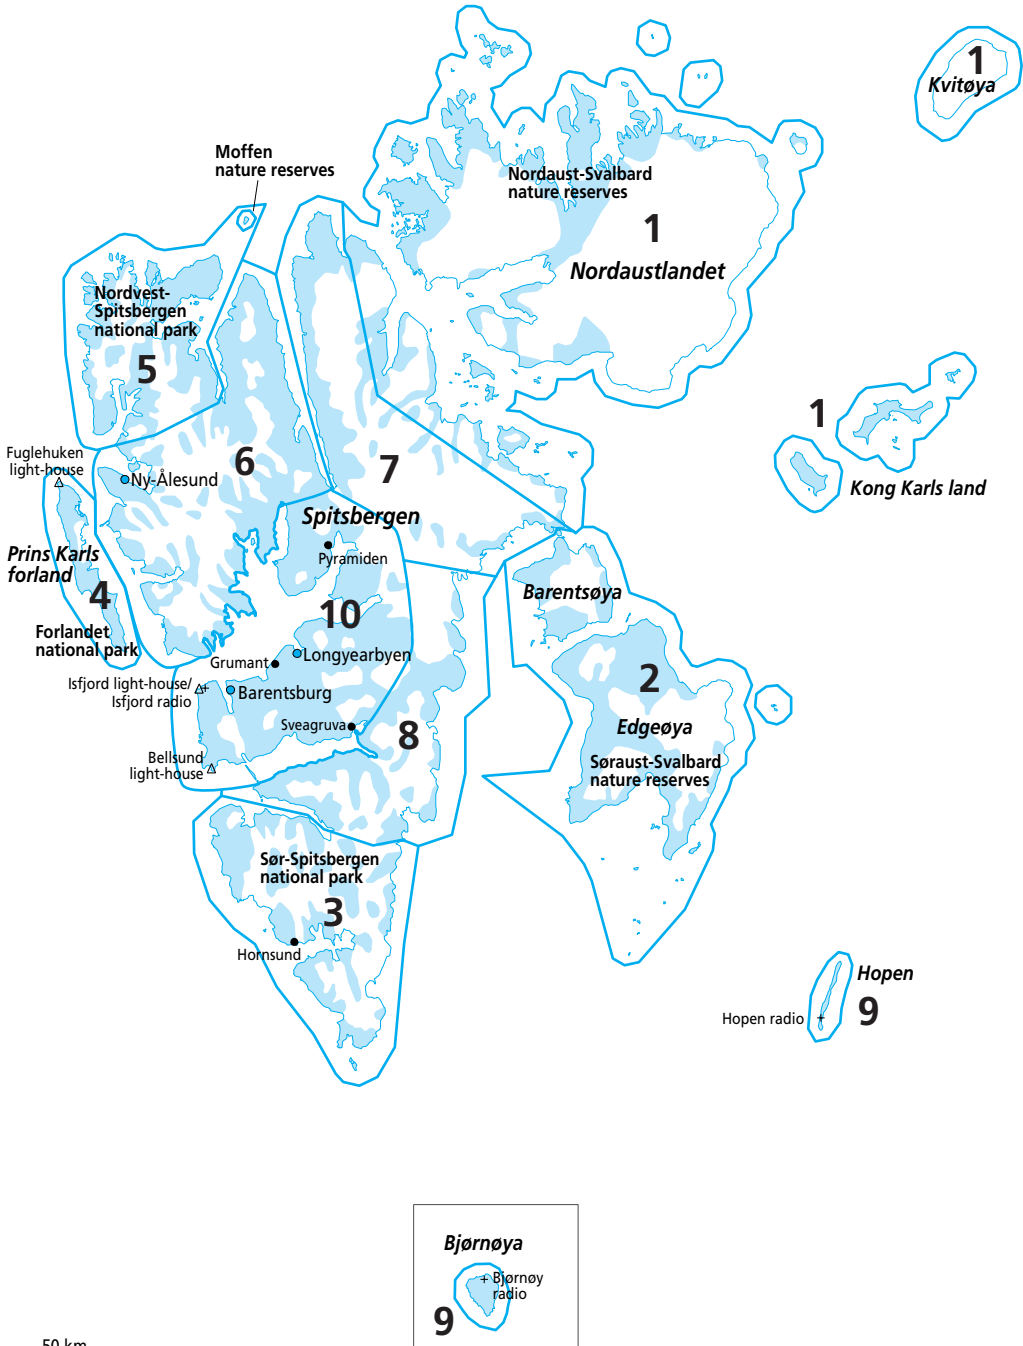 1
Kvitøya
Moffen
nature reserves
Nordaust-Svalbard
nature reserves
1
Nordaustlandet
Nordvest-
Spitsbergen
national park
5
1
Kong Karls land
Fuglehuken
light-house
6
7
Ny-Ålesund
Spitsbergen
Prins Karls
forland
4
Pyramiden
Barentsøya
10
Forlandet
national park
Grumant
Longyearbyen
Isfjord light-house/
Isfjord radio
Barentsburg
2
Edgeøya
Sveagruva
8
Søraust-Svalbard
nature reserves
Bellsund
light-house
Sør-Spitsbergen
national park
3
Hornsund
Hopen
9
Hopen radio
Bjørnøya
Bjørnøy
radio
9
50 km